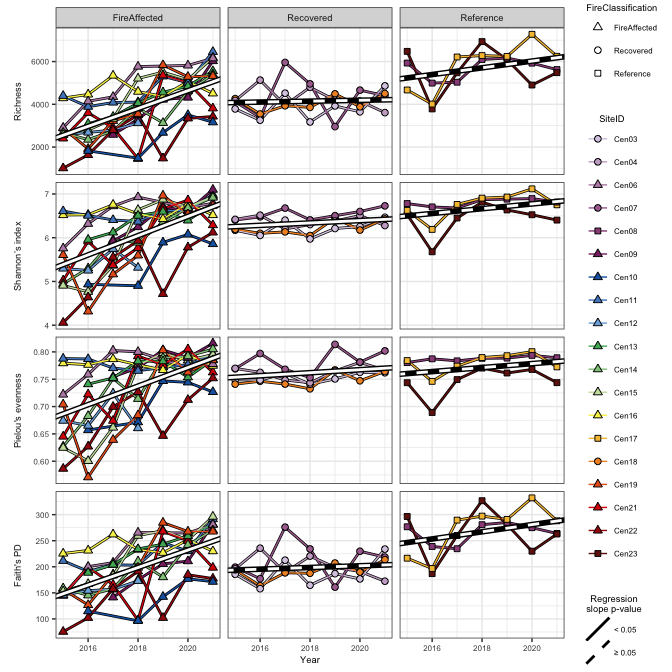 FireAffected
Recovered
Reference
Richness
6000
4000
2000
Shannon's index
7
6
5
4
Pielou's evenness
0.80
0.75
0.70
0.65
0.60
Faith's PD
300
250
200
150
100
2016
2018
2020
2016
2018
2020
2016
2018
2020
Year
FireClassification
FireAffected
Recovered
Reference
SiteID
Cen03
Cen04
Cen06
Cen07
Cen08
Cen09
Cen10
Cen11
Cen12
Cen13
Cen14
Cen15
Cen16
Cen17
Cen18
Cen19
Cen21
Cen22
Cen23
Regression
slope p-value
< 0.05
≥ 0.05